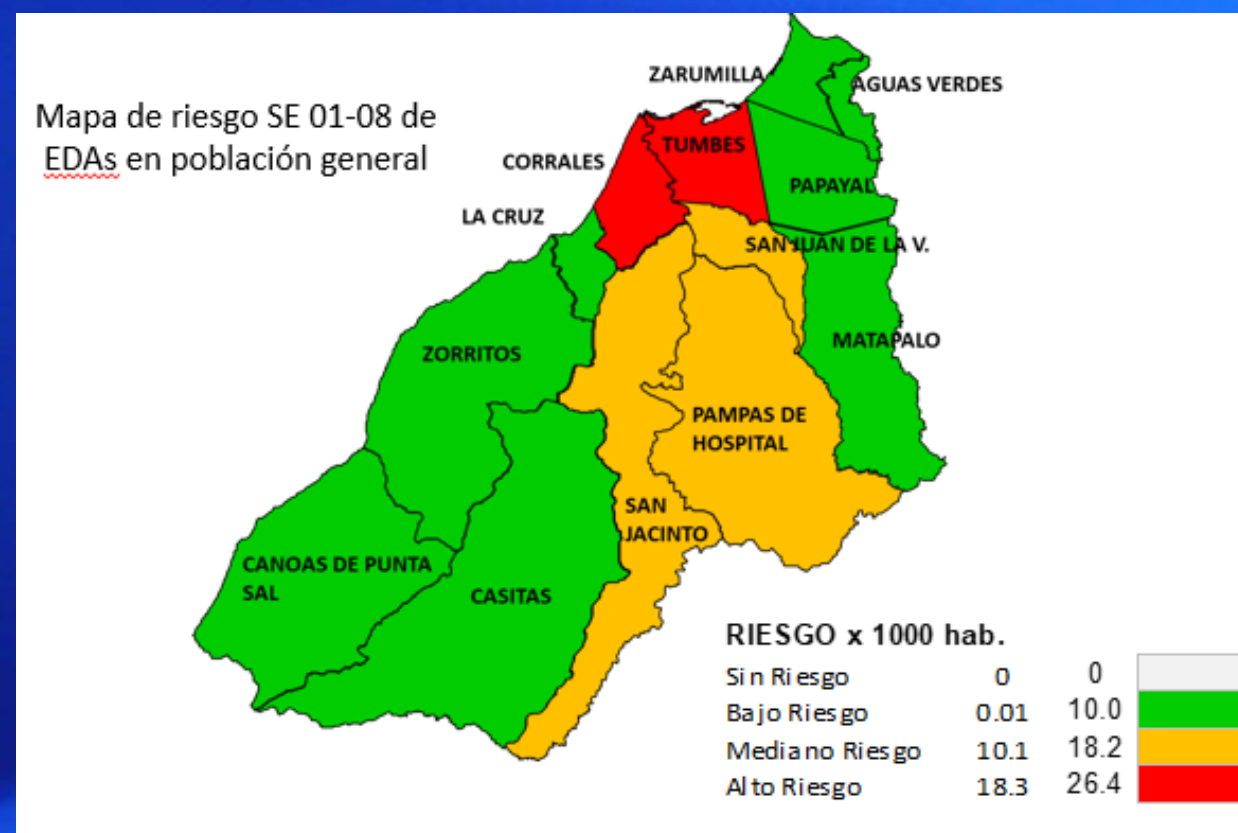 Mapa de riesgo SE 01-08 de
EDAs en población general
ZARUMILLA
AGUAS VERDES
TUMBES
CORRALES
PAPAYAL
LA CRUZ
SAN JUAN DE LA V.
MATAPALO
ZORRITOS
PAMPAS DE
HOSPITAL
SAN
JACINTO
CANOAS DE PUNTA
SAL
CASITAS
RIESGO x 1000 hab.
Sin Riesgo 0 0
Bajo Riesgo 0.01 10.0
Mediano Riesgo 10.1 18.2
Alto Riesgo 18.3 26.4